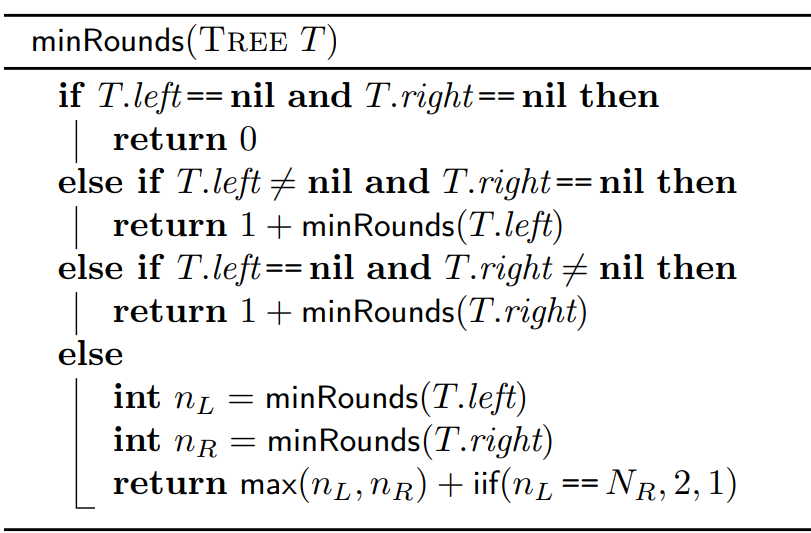 minRounds(TREE T)
if T.left == nil and T.right == nil then
return 0
else if T.left ≠ nil and T.right == nil then
return 1 + minRounds(T.left)
else if T.left == nil and T.right ≠ nil then
return 1 + minRounds(T.right)
else
int n_L = minRounds(T.left)
int n_R = minRounds(T.right)
return max(n_L, n_R) + iif(n_L == N_R, 2, 1)